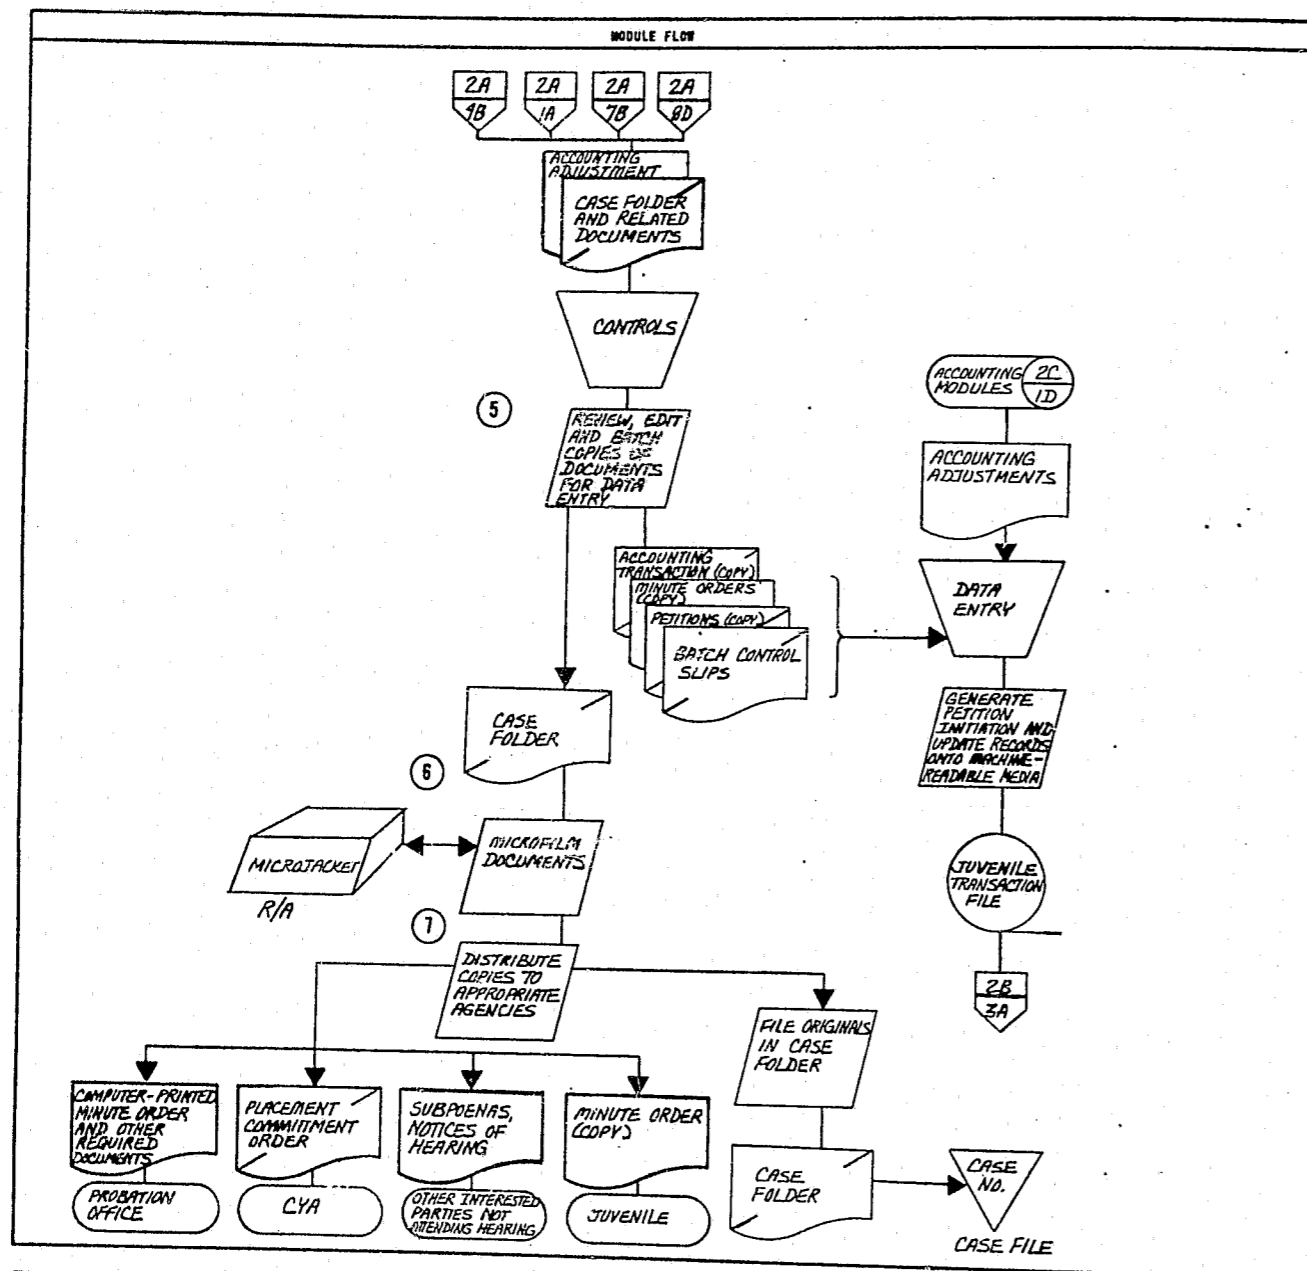 MODULE FLOW
2A
4B
2A
1A
2A
7B
2A
8D
ACCOUNTING
ADJUSTMENT
CASE FOLDER
AND RELATED
DOCUMENTS
CONTROLS
5
REVIEW, EDIT
AND BATCH
COPIES OF
DOCUMENTS
FOR DATA
ENTRY
ACCOUNTING
MODULES
2C
1D
ACCOUNTING
ADJUSTMENTS
ACCOUNTING
TRANSACTION (COPY)
MINUTE ORDERS
(COPY)
PETITIONS (COPY)
BATCH CONTROL
SLIPS
DATA
ENTRY
GENERATE
PETITION
INITIATION AND
UPDATE RECORDS
ONTO MACHINE-
READABLE MEDIA
JUVENILE
TRANSACTION
FILE
2B
3A
CASE
FOLDER
6
MICROJACKET
R/A
MICROFILM
DOCUMENTS
7
DISTRIBUTE
COPIES TO
APPROPRIATE
AGENCIES
FILE ORIGINALS
IN CASE
FOLDER
COMPUTER-PRINTED
MINUTE ORDER
AND OTHER
REQUIRED
DOCUMENTS
PROBATION
OFFICE
PLACEMENT
COMMITMENT
ORDER
CYA
SUBPOENAS,
NOTICES OF
HEARING
OTHER INTERESTED
PARTIES NOT
ATTENDING HEARING
MINUTE ORDER
(COPY)
JUVENILE
CASE
FOLDER
CASE
NO.
CASE FILE